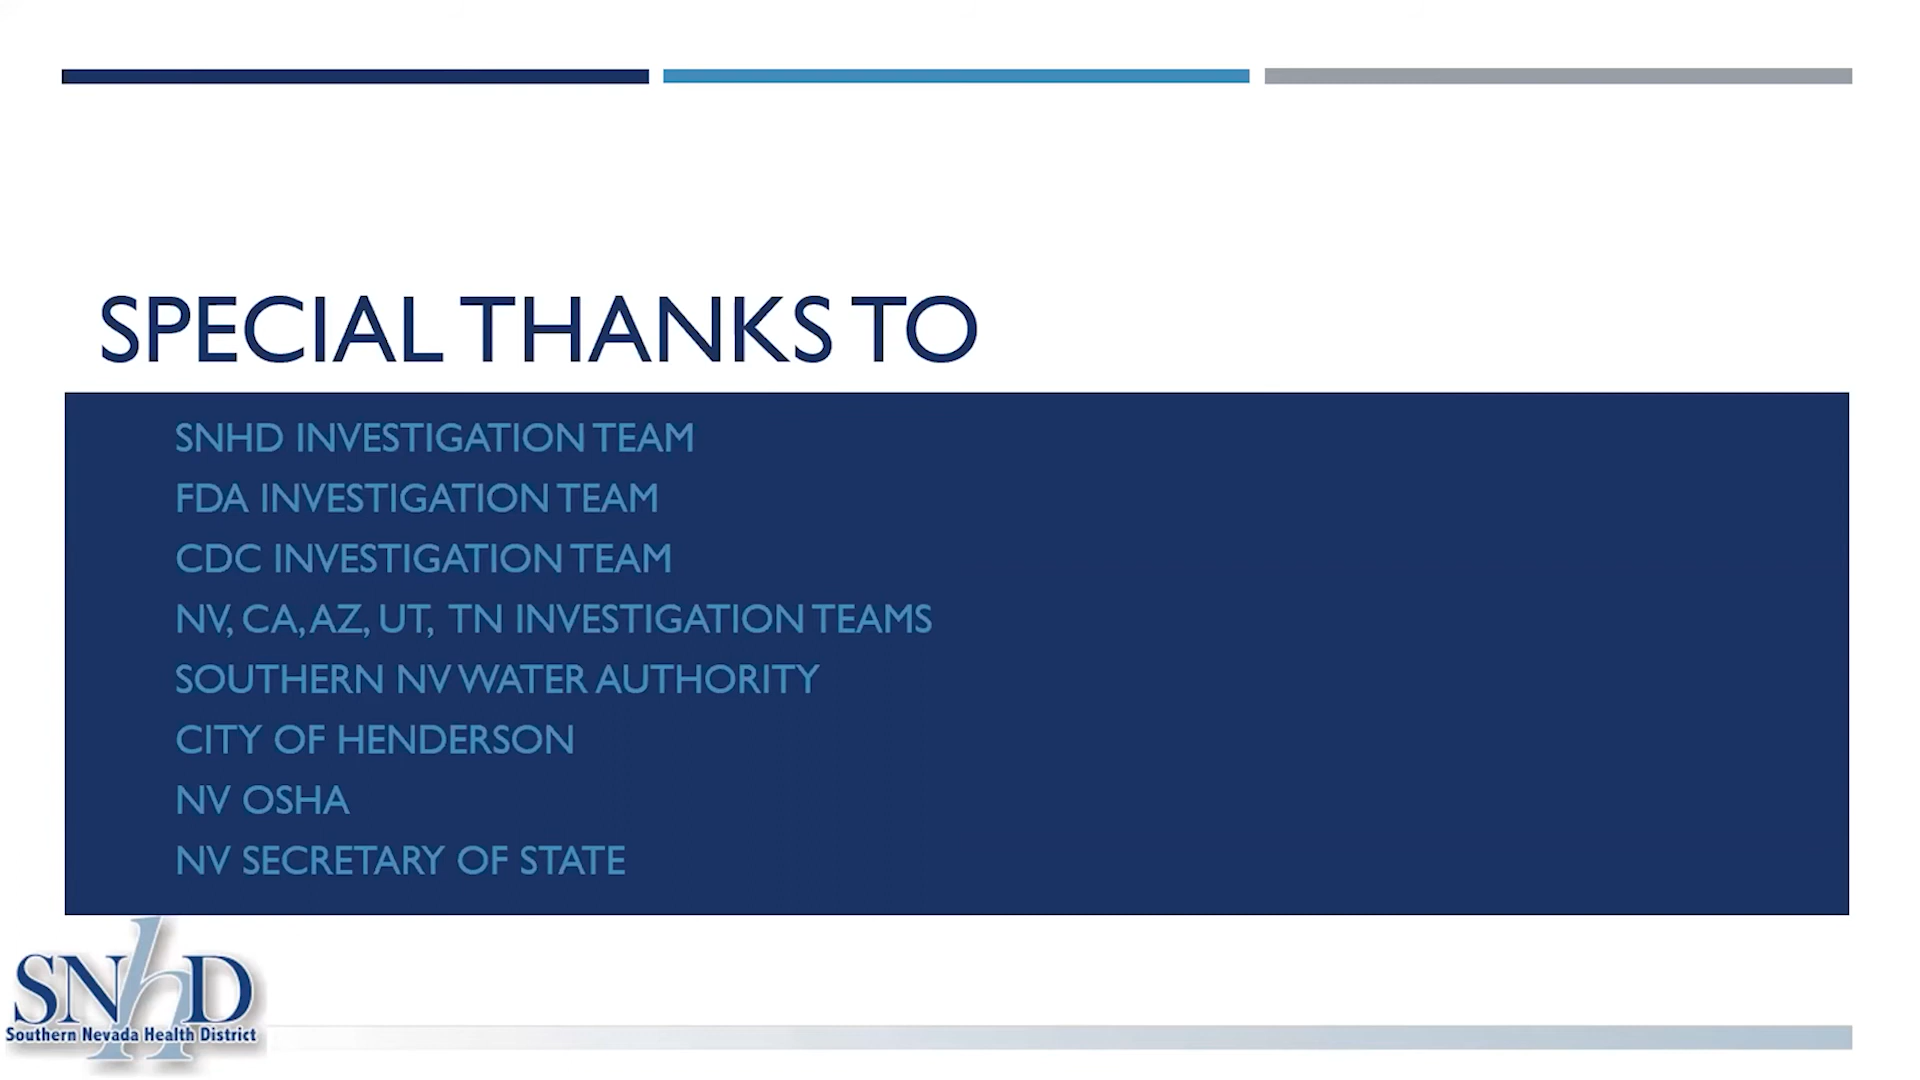 SPECIAL THANKS TO
SNHD INVESTIGATION TEAM
FDA INVESTIGATION TEAM
CDC INVESTIGATION TEAM
NV, CA, AZ, UT, TN INVESTIGATION TEAMS
SOUTHERN NV WATER AUTHORITY
CITY OF HENDERSON
NV OSHA
NV SECRETARY OF STATE
SNhD
Southern Nevada Health District